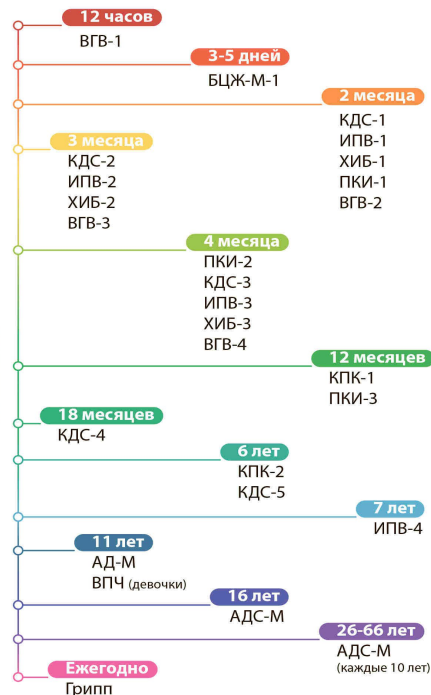 12 часов
ВГВ-1
3-5 дней
БЦЖ-М-1
2 месяца
КДС-1
ИПВ-1
ХИБ-1
ПКИ-1
ВГВ-2
3 месяца
КДС-2
ИПВ-2
ХИБ-2
ВГВ-3
4 месяца
ПКИ-2
КДС-3
ИПВ-3
ХИБ-3
ВГВ-4
12 месяцев
КПК-1
ПКИ-3
18 месяцев
КДС-4
6 лет
КПК-2
КДС-5
7 лет
ИПВ-4
11 лет
АД-М
ВПЧ (девочки)
16 лет
АДС-М
26-66 лет
АДС-М
(каждые 10 лет)
Ежегодно
Грипп